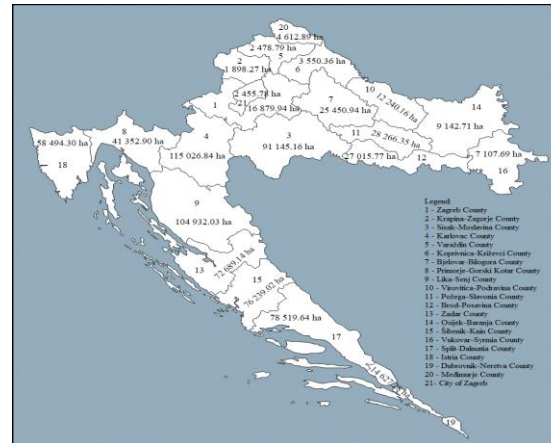 20
4 612.89 ha
2 478.79 ha
5
3 550.36 ha
2
1 898.27 ha
6
2 455.78 ha
21
16 879.94 ha
1
10
12 240.16 ha
7
25 450.94 ha
14
9 142.71 ha
8
58 494.30 ha
41 352.90 ha
4
115 026.84 ha
3
91 145.16 ha
11
28 266.35 ha
27 015.77 ha
12
7 107.69 ha
16
18
9
104 932.03 ha
13
72 689.14 ha
15
76 239.02 ha
78 519.64 ha
17
19
Legend:
1 - Zagreb County
2 - Krapina-Zagorje County
3 - Sisak-Moslavina County
4 - Karlovac County
5 - Varaždin County
6 - Koprivnica-Križevci County
7 - Bjelovar-Bilogora County
8 - Primorje-Gorski Kotar County
9 - Lika-Senj County
10 - Virovitica-Podravina County
11 - Požega-Slavonia County
12 - Brod-Posavina County
13 - Zadar County
14 - Osijek-Baranja County
15 - Šibenik-Knin County
16 - Vukovar-Syrmia County
17 - Split-Dalmatia County
18 - Istria County
19 - Dubrovnik-Neretva County
20 - Međimurje County
21- City of Zagreb